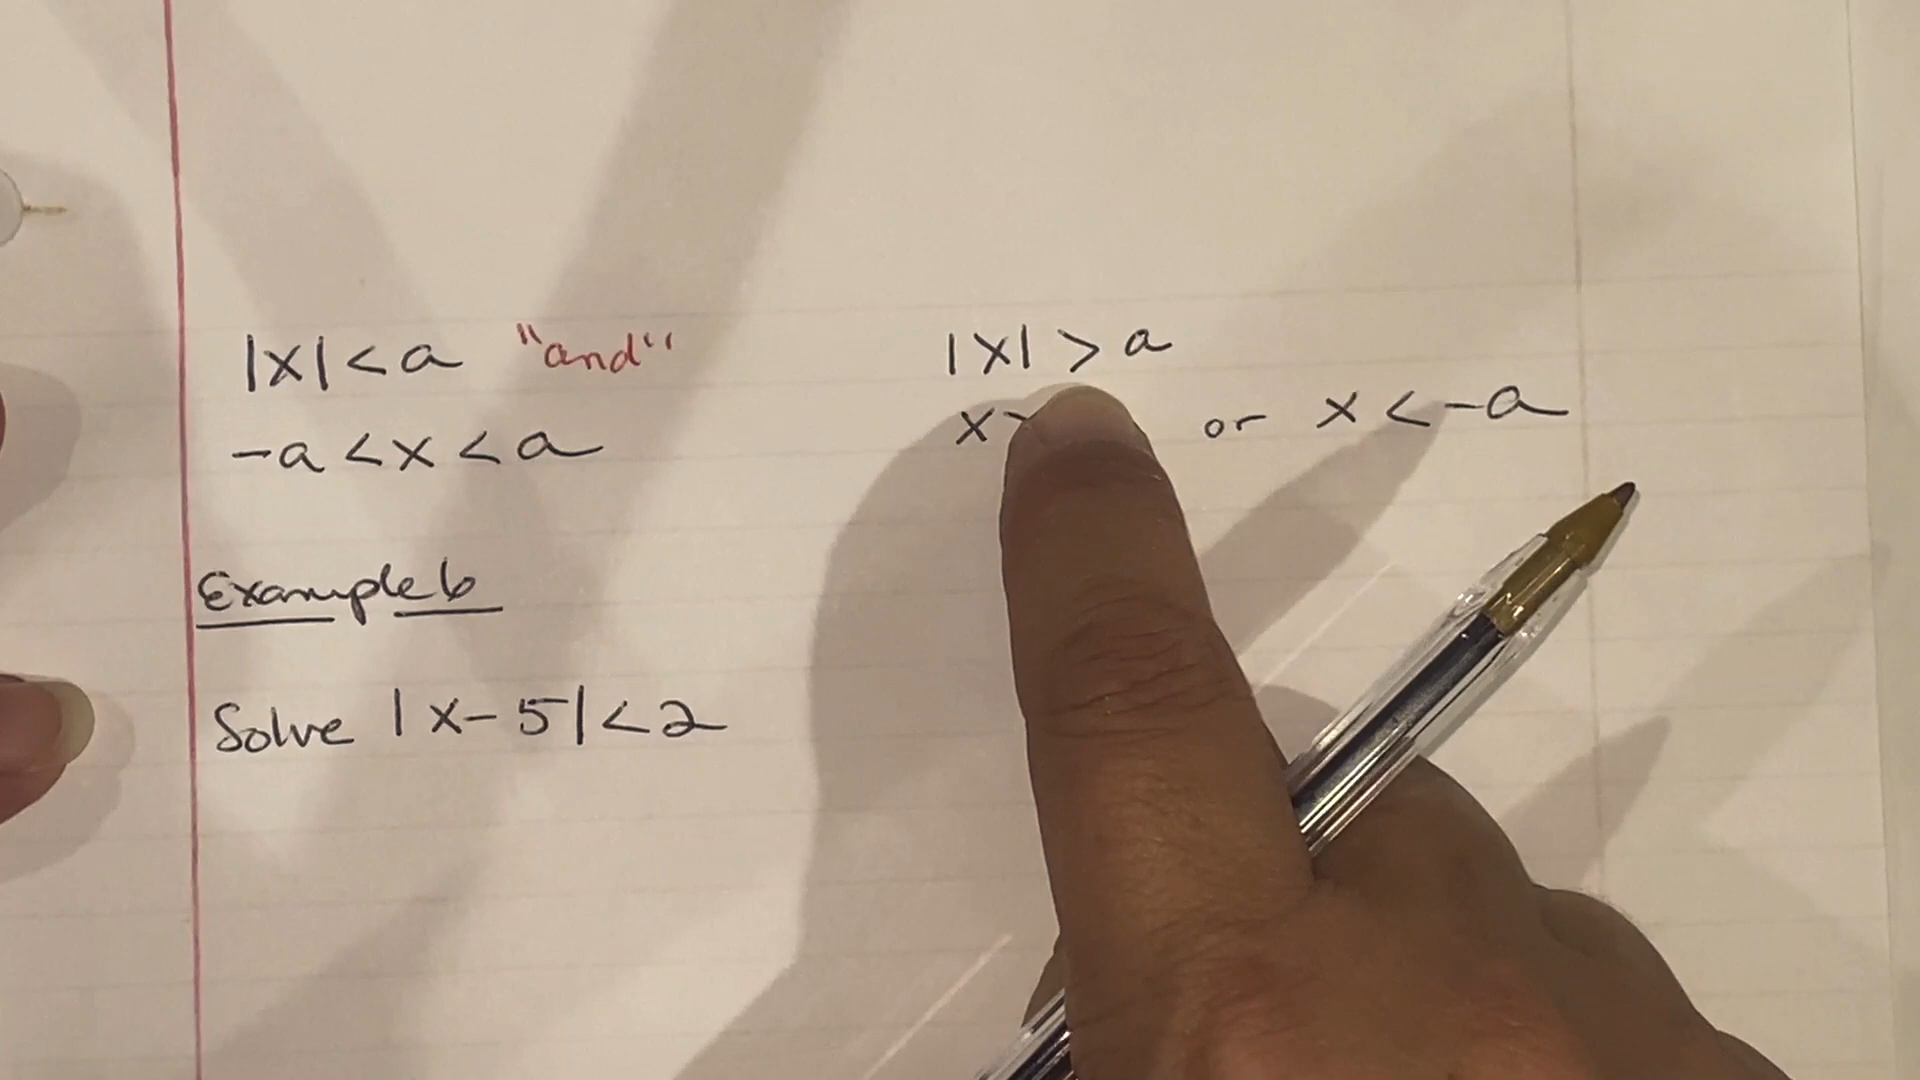 |x| < a "and"
-a < x < a
|x| > a
x > or x < -a
Example 6
Solve |x - 5| < 2